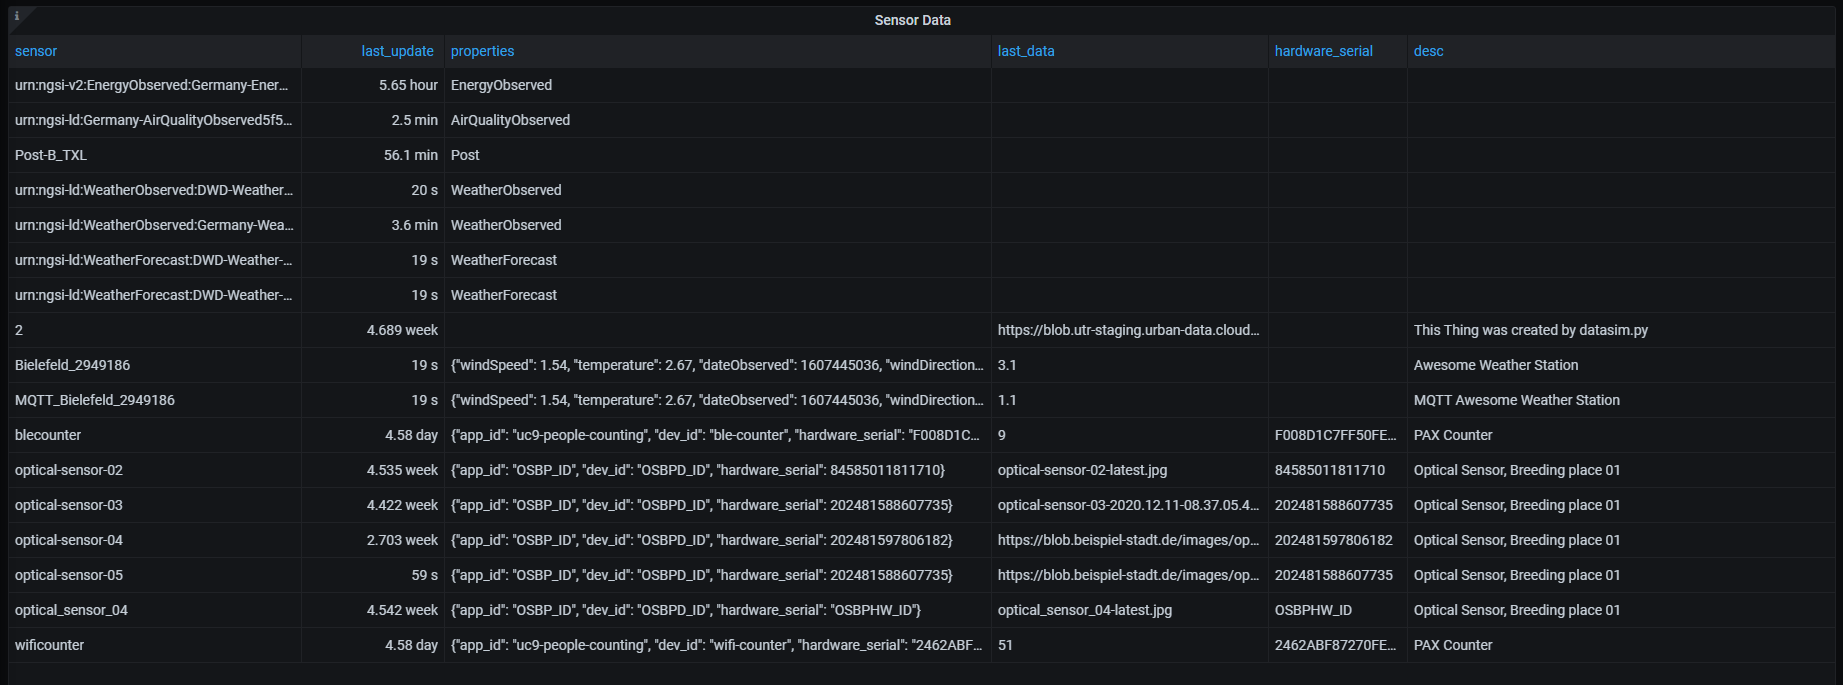 Sensor Data
sensor last_update properties last_data hardware_serial desc
urn:ngsi-v2:EnergyObserved:Germany-Ener... 5.65 hour EnergyObserved
urn:ngsi-ld:Germany-AirQualityObserved5f5... 2.5 min AirQualityObserved
Post-B_TXL 56.1 min Post
urn:ngsi-ld:WeatherObserved:DWD-Weather... 20 s WeatherObserved
urn:ngsi-ld:WeatherObserved:Germany-Wea... 3.6 min WeatherObserved
urn:ngsi-ld:WeatherForecast:DWD-Weather-... 19 s WeatherForecast
urn:ngsi-ld:WeatherForecast:DWD-Weather-... 19 s WeatherForecast
2 4.689 week https://blob.utr-staging.urban-data.cloud... This Thing was created by datasim.py
Bielefeld_2949186 19 s {"windSpeed": 1.54, "temperature": 2.67, "dateObserved": 1607445036, "windDirection... 3.1 Awesome Weather Station
MQTT_Bielefeld_2949186 19 s {"windSpeed": 1.54, "temperature": 2.67, "dateObserved": 1607445036, "windDirection... 1.1 MQTT Awesome Weather Station
blecounter 4.58 day {"app_id": "uc9-people-counting", "dev_id": "ble-counter", "hardware_serial": "F008D1C... 9 F008D1C7FF50FE... PAX Counter
optical-sensor-02 4.535 week {"app_id": "OSBP_ID", "dev_id": "OSBPD_ID", "hardware_serial": 84585011811710} optical-sensor-02-latest.jpg 84585011811710 Optical Sensor, Breeding place 01
optical-sensor-03 4.422 week {"app_id": "OSBP_ID", "dev_id": "OSBPD_ID", "hardware_serial": 202481588607735} optical-sensor-03-2020.12.11-08.37.05.4... 202481588607735 Optical Sensor, Breeding place 01
optical-sensor-04 2.703 week {"app_id": "OSBP_ID", "dev_id": "OSBPD_ID", "hardware_serial": 202481597806182} https://blob.beispiel-stadt.de/images/op... 202481597806182 Optical Sensor, Breeding place 01
optical-sensor-05 59 s {"app_id": "OSBP_ID", "dev_id": "OSBPD_ID", "hardware_serial": 202481588607735} https://blob.beispiel-stadt.de/images/op... 202481588607735 Optical Sensor, Breeding place 01
optical_sensor_04 4.542 week {"app_id": "OSBP_ID", "dev_id": "OSBPD_ID", "hardware_serial": "OSBPHW_ID"} optical_sensor_04-latest.jpg OSBPHW_ID Optical Sensor, Breeding place 01
wificounter 4.58 day {"app_id": "uc9-people-counting", "dev_id": "wifi-counter", "hardware_serial": "2462ABF... 51 2462ABF87270FE... PAX Counter